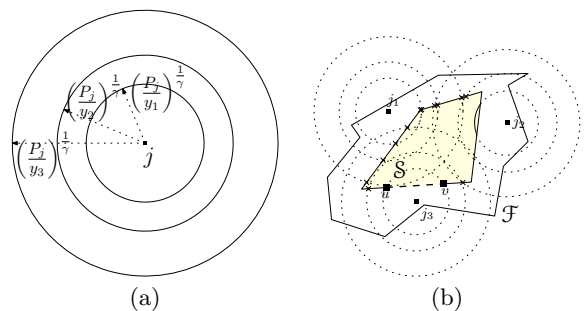 (P_j/y_3)^{1/γ}
(P_j/y_2)^{1/γ}
(P_j/y_1)^{1/γ}
j
(a)
j_1
j_2
S
u
v
j_3
F
(b)